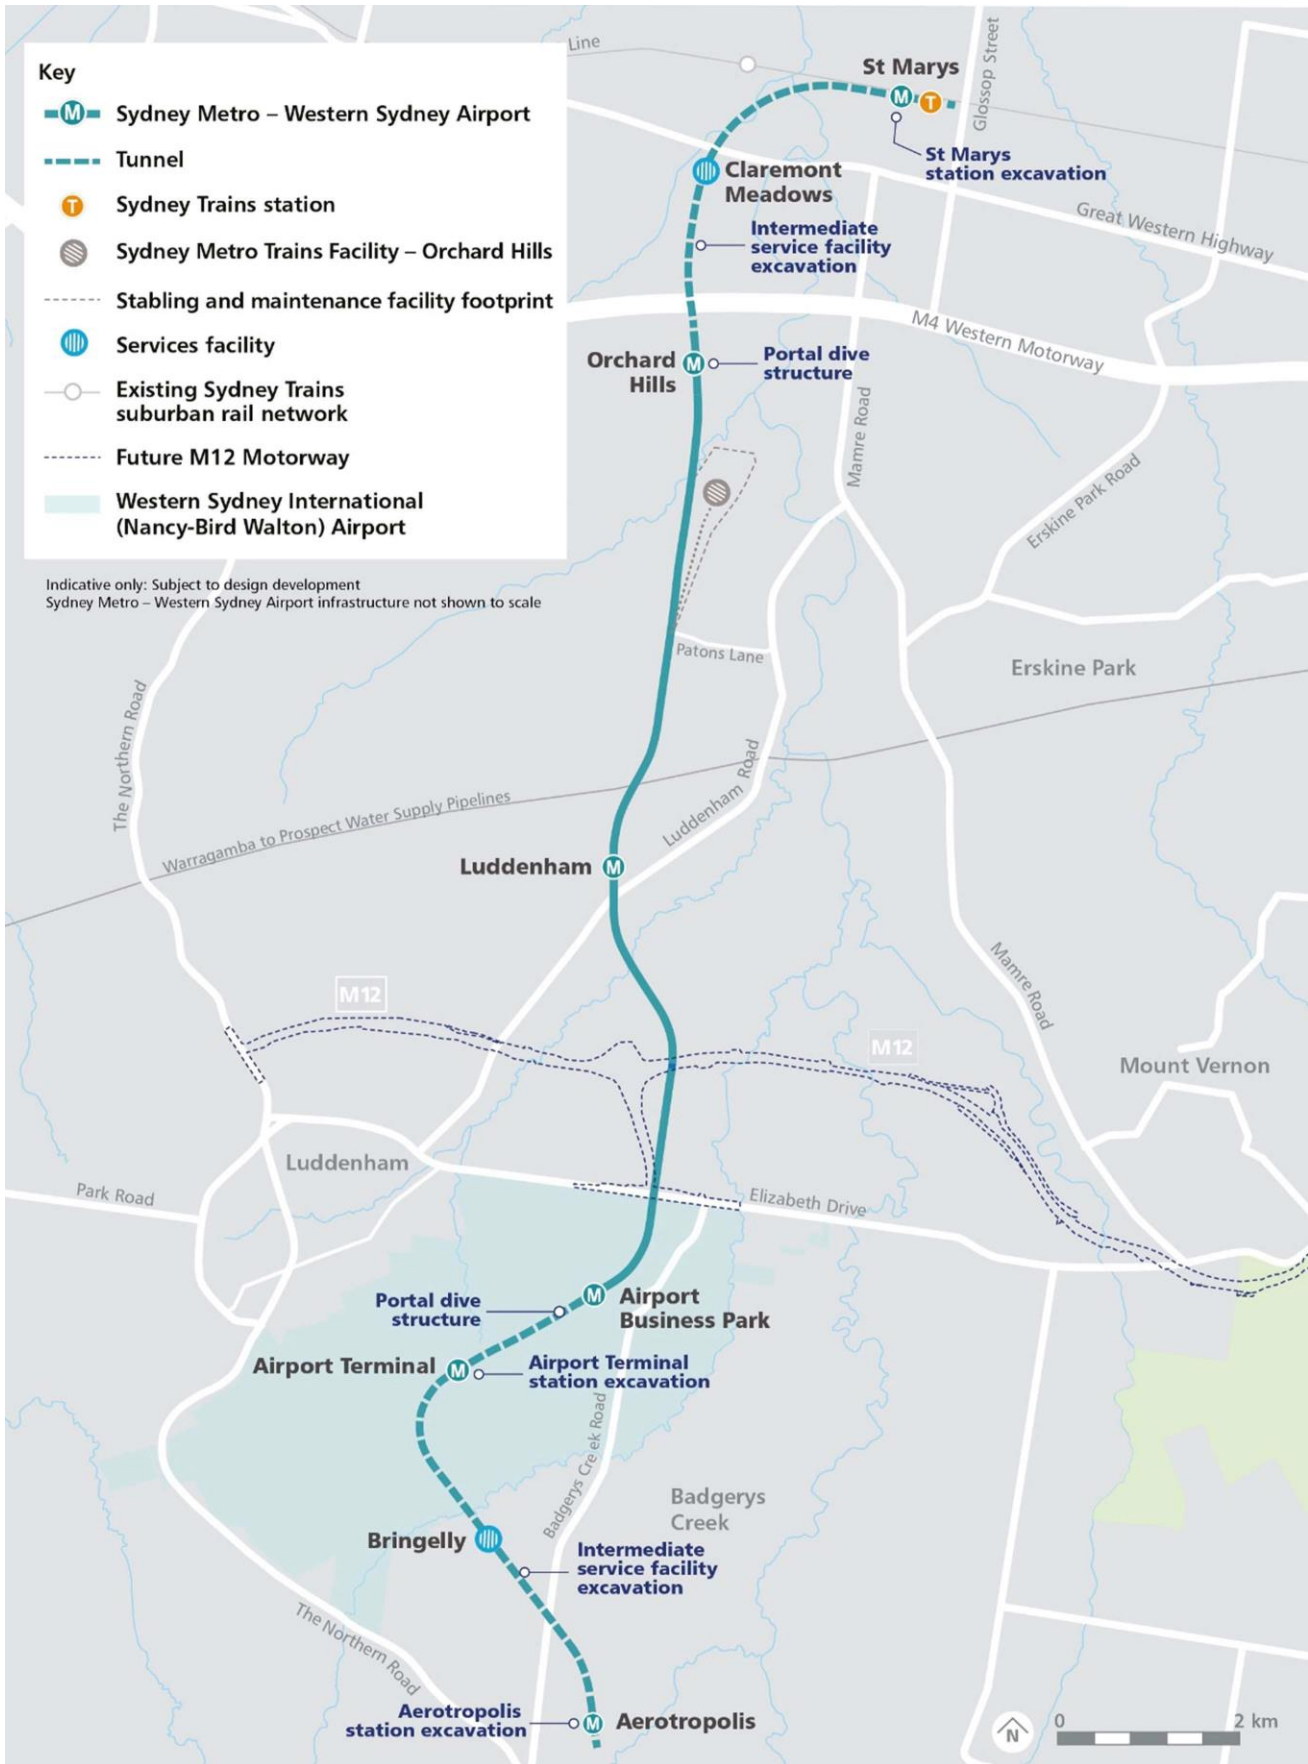 Key
M
Sydney Metro – Western Sydney Airport
Tunnel
T
Sydney Trains station
Sydney Metro Trains Facility – Orchard Hills
Stabling and maintenance facility footprint
Services facility
Existing Sydney Trains
suburban rail network
Future M12 Motorway
Western Sydney International
(Nancy-Bird Walton) Airport
Indicative only: Subject to design development
Sydney Metro – Western Sydney Airport infrastructure not shown to scale
Line
St Marys
M
T
Glossop Street
St Marys
station excavation
Claremont
Meadows
Great Western Highway
Intermediate
service facility
excavation
M4 Western Motorway
Orchard
Hills
M
Portal dive
structure
Mamre Road
Erskine Park Road
Patons Lane
Erskine Park
The Northern Road
Luddenham Road
Warragamba to Prospect Water Supply Pipelines
Luddenham
M
Mamre Road
M12
M12
Mount Vernon
Luddenham
Park Road
Elizabeth Drive
Portal dive
structure
M
Airport
Business Park
Airport Terminal
M
Airport Terminal
station excavation
Badgerys Cre ek Road
Badgerys
Creek
Bringelly
Intermediate
service facility
excavation
The Northern Road
Aerotropolis
station excavation
M
Aerotropolis
N
0
2 km